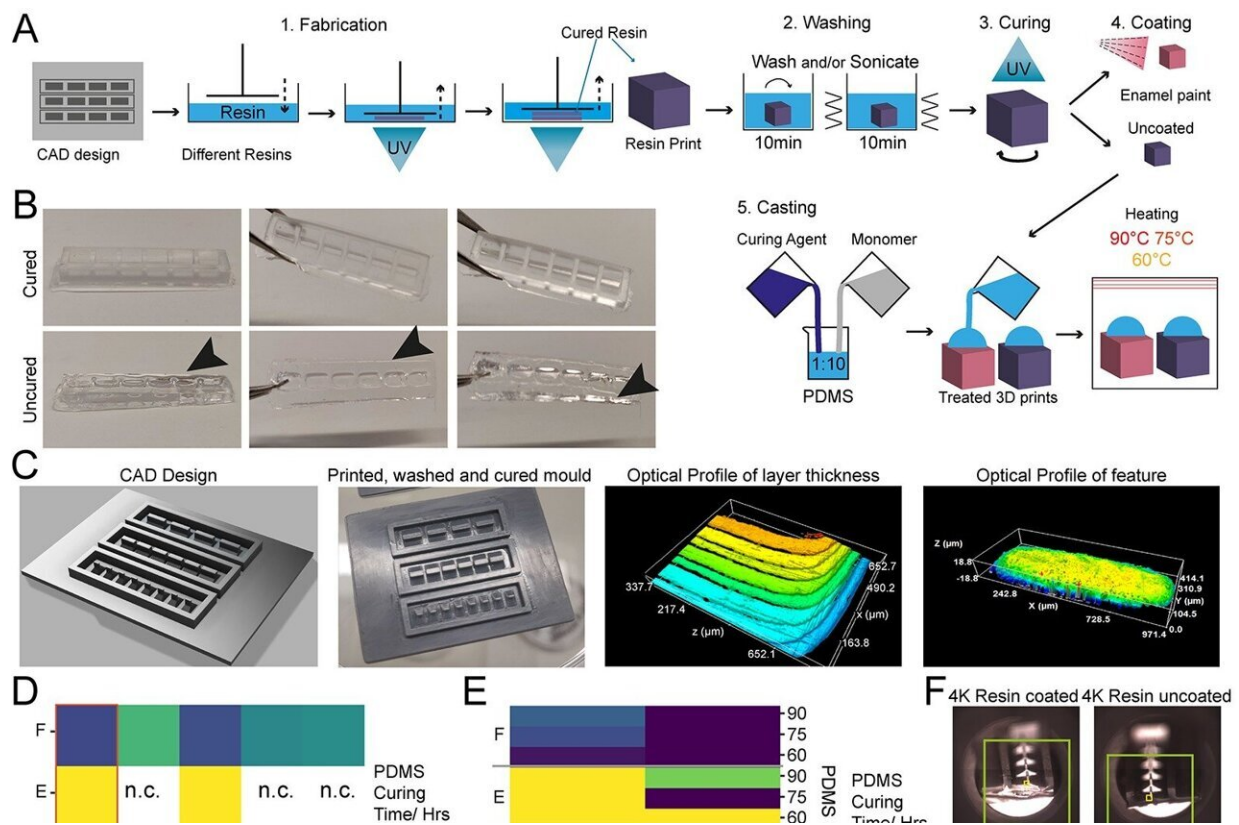 A
1. Fabrication
2. Washing
3. Curing
4. Coating
Cured Resin
Wash and/or Sonicate
UV
Resin
UV
Enamel paint
Uncoated
CAD design
Different Resins
Resin Print
10min
10min
B
Cured
Uncured
5. Casting
Curing Agent
Monomer
Heating
90°C 75°C
60°C
1:10
PDMS
Treated 3D prints
C
CAD Design
Printed, washed and cured mould
Optical Profile of layer thickness
Optical Profile of feature
337.7
217.4
z (µm)
652.1
652.7
490.2
x (µm)
163.8
Z (µm)
18.8
-18.8
242.8
X (µm)
728.5
971.4
414.1
310.9
Y (µm)
104.5
0.0
D
F
E
n.c.
n.c.
n.c.
PDMS
Curing
Time/ Hrs
E
F
E
90
75
60
90
75
60
PDMS
PDMS
Curing
Time/ Hrs
F
4K Resin coated
4K Resin uncoated